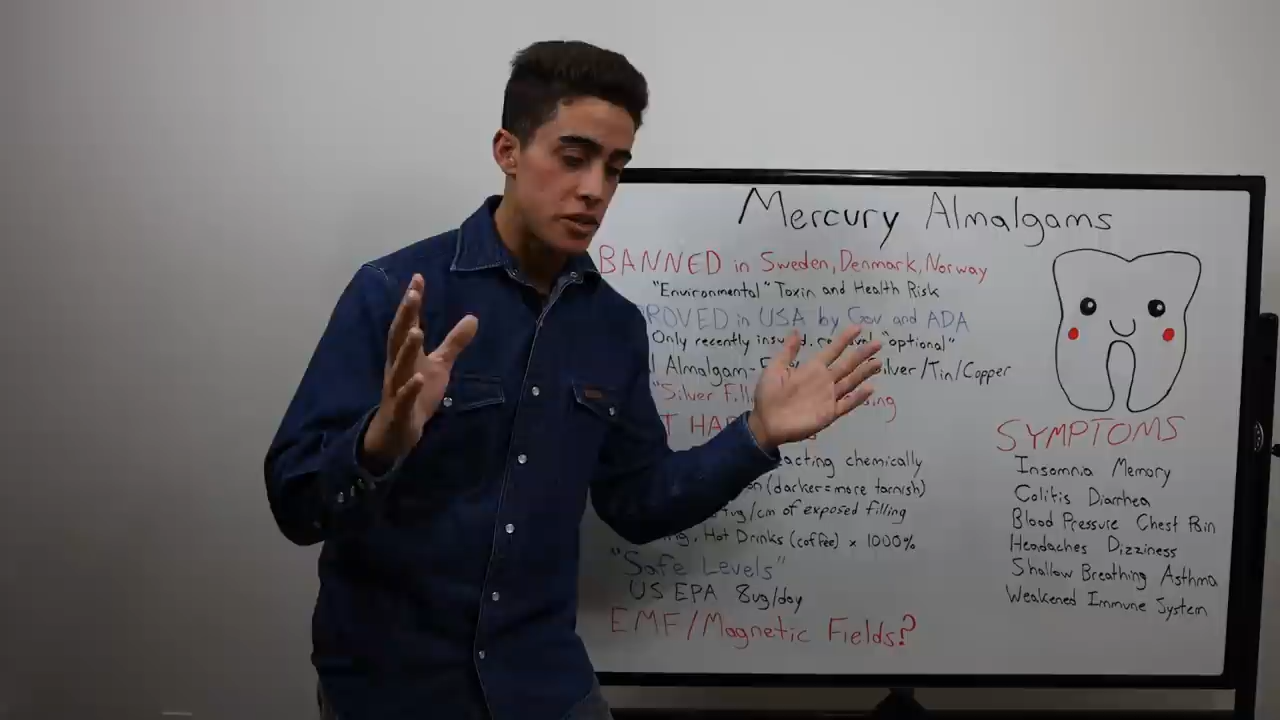 Mercury Almalgams
BANNED in Sweden, Denmark, Norway
"Environmental" Toxin and Health Risk
ROVED in USA by Gov and ADA
Only recently "optional"
Almalgam- Silver/Tin/Copper
"Silver
acting chemically
(darker=more tarnish)
ug/cm of exposed filling
Hot Drinks (coffee) x 1000%
"Safe Levels"
US EPA 8ug/day
EMF/Magnetic Fields?
SYMPTOMS
Insomnia Memory
Colitis Diarrhea
Blood Pressure Chest Pain
Headaches Dizziness
Shallow Breathing Asthma
Weakened Immune System